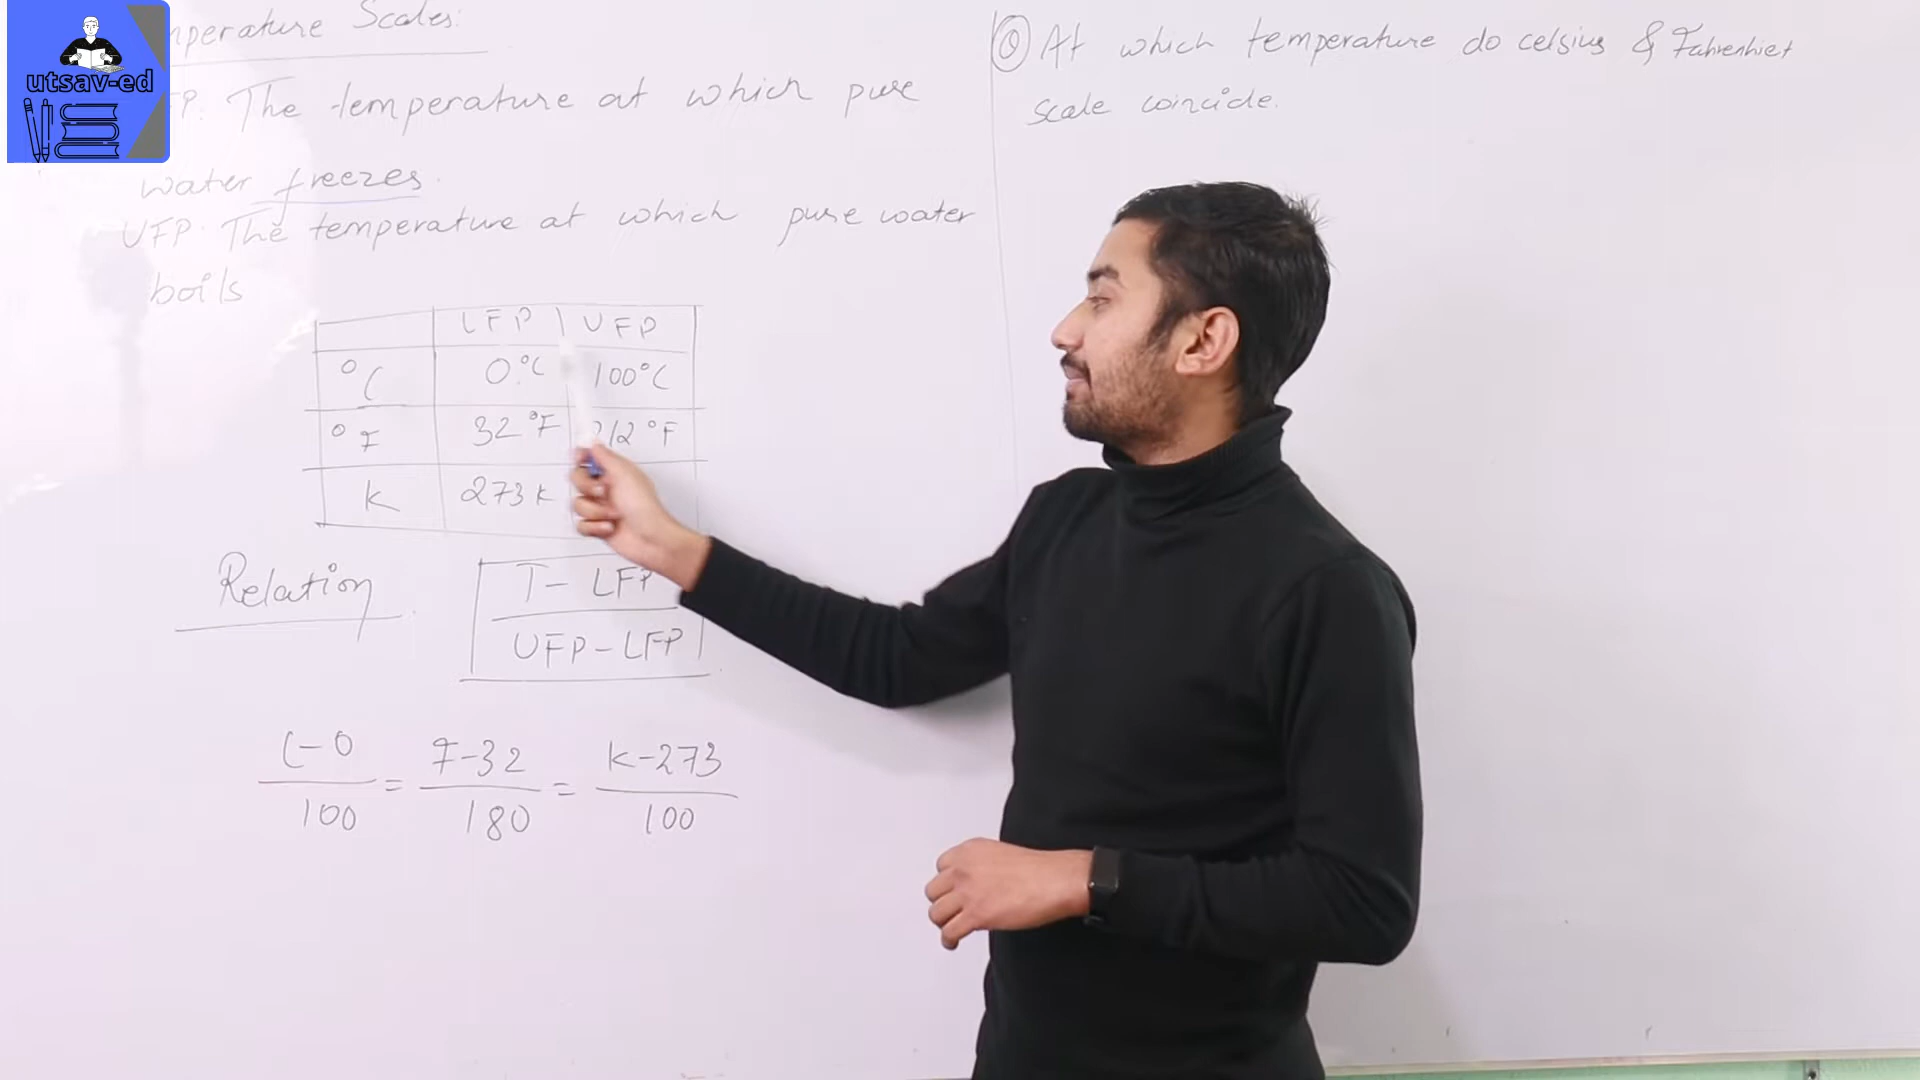 utsav-ed
Scales:
The temperature at which pure
water freezes.
UFP. The temperature at which pure water
boils
LFP UFP
°C 0°C 100°C
°F 32°F 212°F
K 273 K
Relation
T - LFP
UFP - LFP
C-0 = F-32 = K-273
100 180 100
Q At which temperature do celsius & Fahrenhiet
scale coincide.